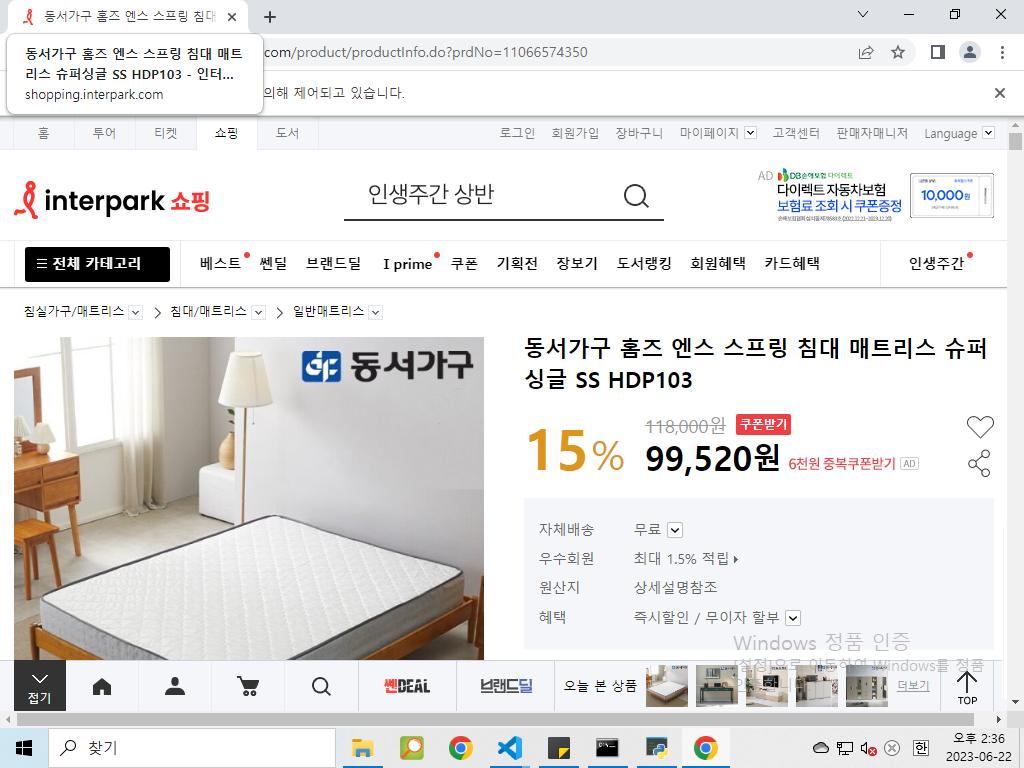 동서가구 홈즈 엔스 스프링 침대
동서가구 홈즈 엔스 스프링 침대 매트
리스 슈퍼싱글 SS HDP103 - 인터...
shopping.interpark.com
com/product/productInfo.do?prdNo=11066574350
의해 제어되고 있습니다.
홈 투어 티켓 쇼핑 도서 로그인 회원가입 장바구니 마이페이지 고객센터 판매자매니저 Language
interpark 쇼핑
인생주간 상반
AD DB손해보험 다이렉트
다이렉트 자동차보험
보험료 조회 시 쿠폰증정
10,000원
전체 카테고리 베스트 쎈딜 브랜드딜 I prime 쿠폰 기획전 장보기 도서랭킹 회원혜택 카드혜택 인생주간
침실가구/매트리스 침대/매트리스 일반매트리스
동서가구
동서가구 홈즈 엔스 스프링 침대 매트리스 슈퍼
싱글 SS HDP103
15% 118,000원 쿠폰받기
99,520원 6천원 중복쿠폰받기 AD
자체배송 무료
우수회원 최대 1.5% 적립
원산지 상세설명참조
혜택 즉시할인 / 무이자 할부
Windows 정품 인증
[설정]으로 이동하여 Windows를 정품
접기 쎈DEAL 브랜드딜 오늘 본 상품 더보기 TOP
찾기
한
오후 2:36
2023-06-22